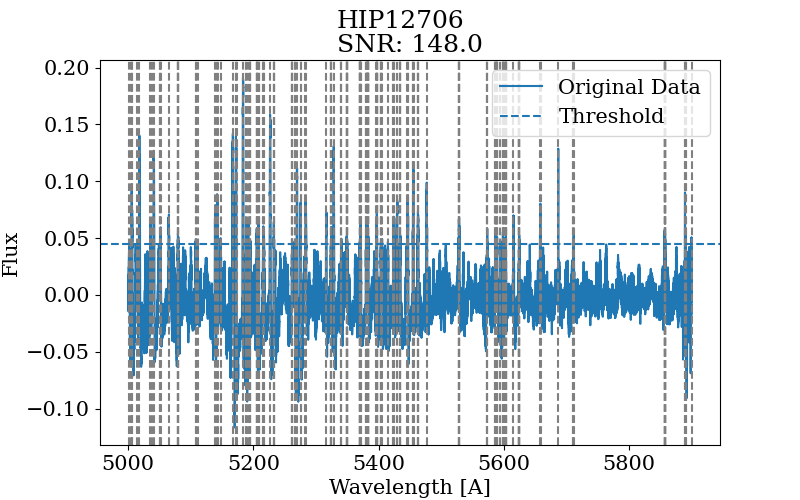 HIP12706
SNR: 148.0
Original Data
Threshold
Flux
0.20
0.15
0.10
0.05
0.00
−0.05
−0.10
5000 5200 5400 5600 5800
Wavelength [A]